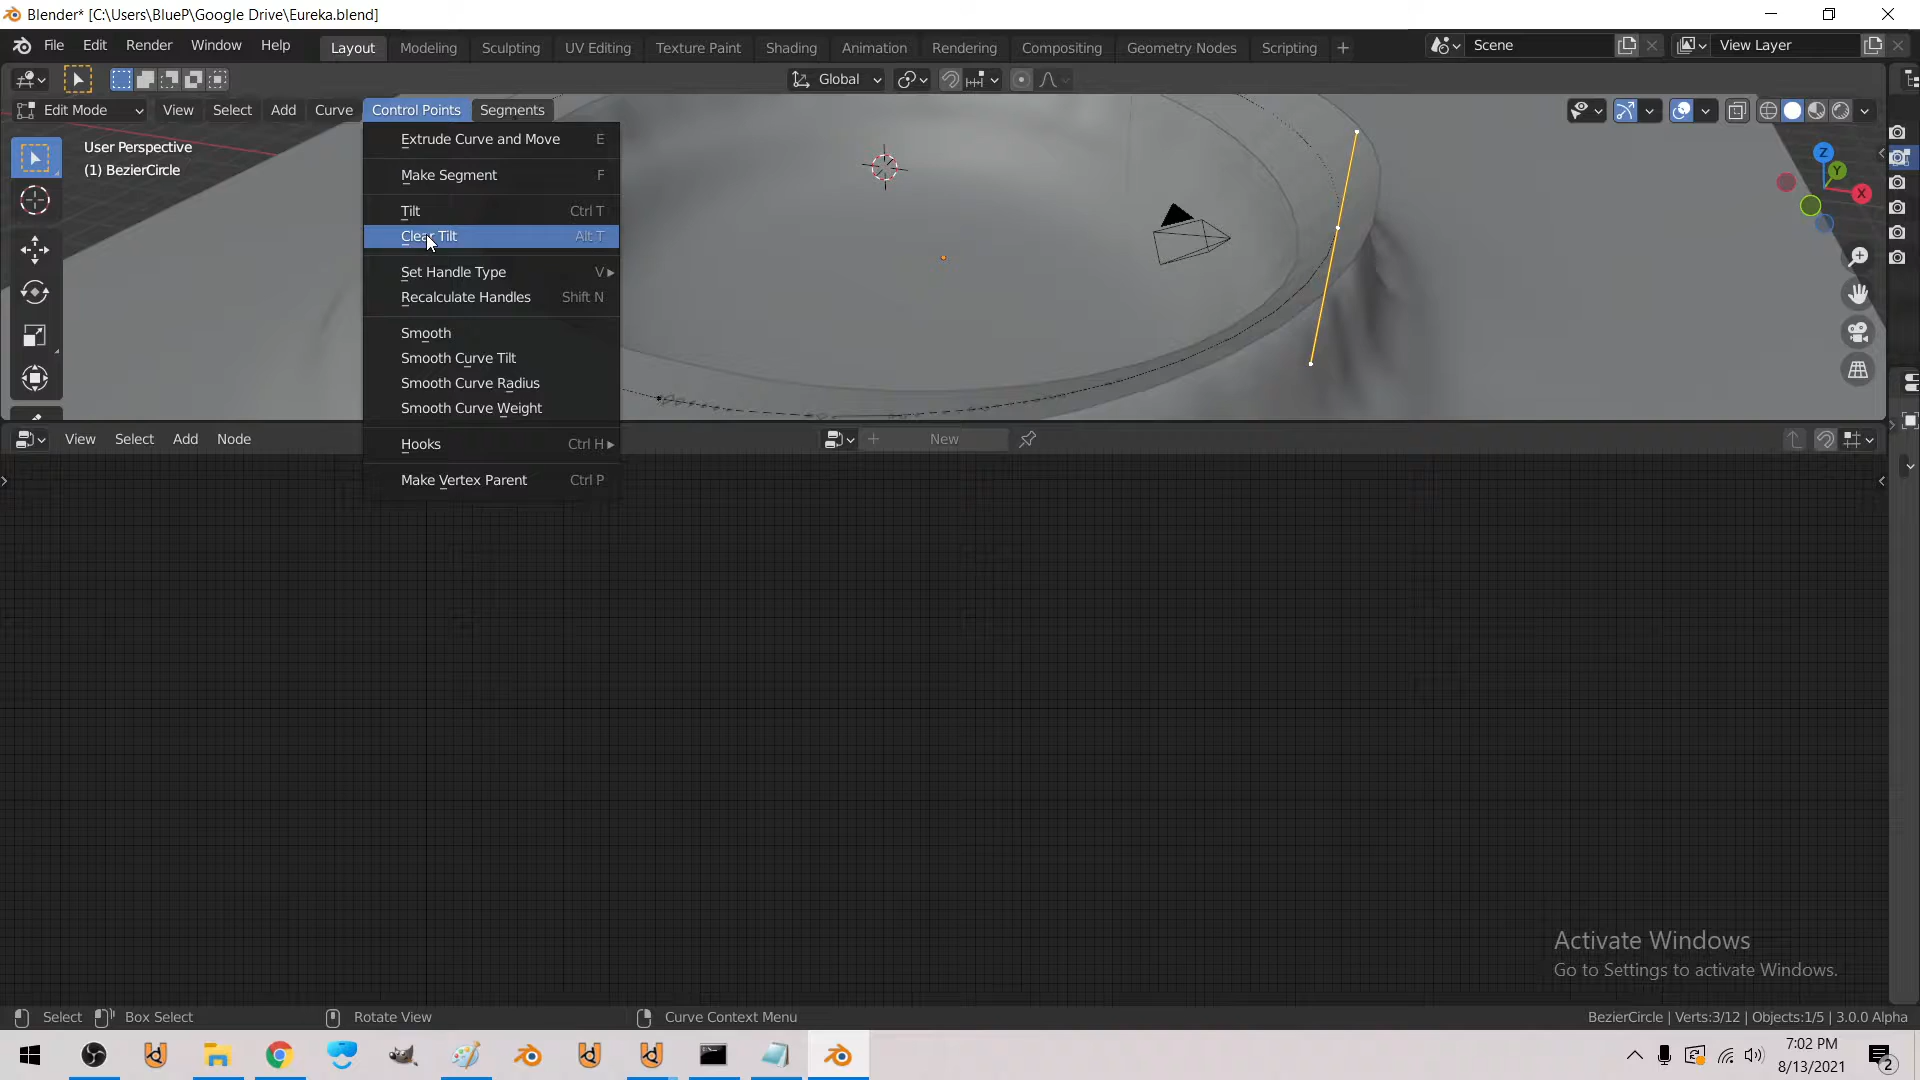 Blender* [C:\Users\BlueP\Google Drive\Eureka.blend]
File Edit Render Window Help Layout Modeling Sculpting UV Editing Texture Paint Shading Animation Rendering Compositing Geometry Nodes Scripting + Scene View Layer
Global
Edit Mode View Select Add Curve Control Points Segments
User Perspective
(1) BezierCircle
Extrude Curve and Move E
Make Segment F
Tilt Ctrl T
Clear Tilt Alt T
Set Handle Type V
Recalculate Handles Shift N
Smooth
Smooth Curve Tilt
Smooth Curve Radius
Smooth Curve Weight
Hooks Ctrl H
Make Vertex Parent Ctrl P
Z
Y
X
View Select Add Node New
Activate Windows
Go to Settings to activate Windows.
Select Box Select Rotate View Curve Context Menu BezierCircle | Verts:3/12 | Objects:1/5 | 3.0.0 Alpha
7:02 PM
8/13/2021
2